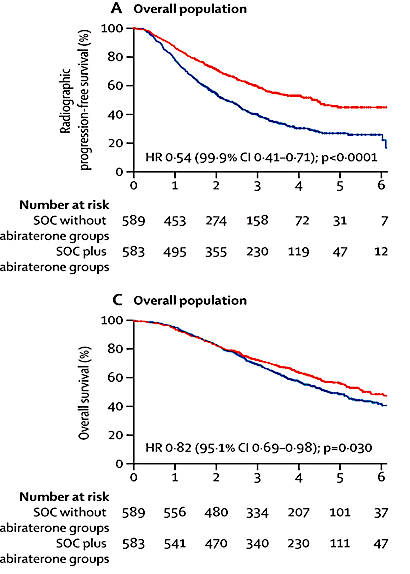 A Overall population
100
80
60
40
20
0
Radiographic
progression-free survival (%)
HR 0·54 (99·9% CI 0·41–0·71); p<0·0001
0 1 2 3 4 5 6
Number at risk
SOC without 589 453 274 158 72 31 7
abiraterone groups
SOC plus 583 495 355 230 119 47 12
abiraterone groups
C Overall population
100
80
60
40
20
0
Overall survival (%)
HR 0·82 (95·1% CI 0·69–0·98); p=0·030
0 1 2 3 4 5 6
Number at risk
SOC without 589 556 480 334 207 101 37
abiraterone groups
SOC plus 583 541 470 340 230 111 47
abiraterone groups